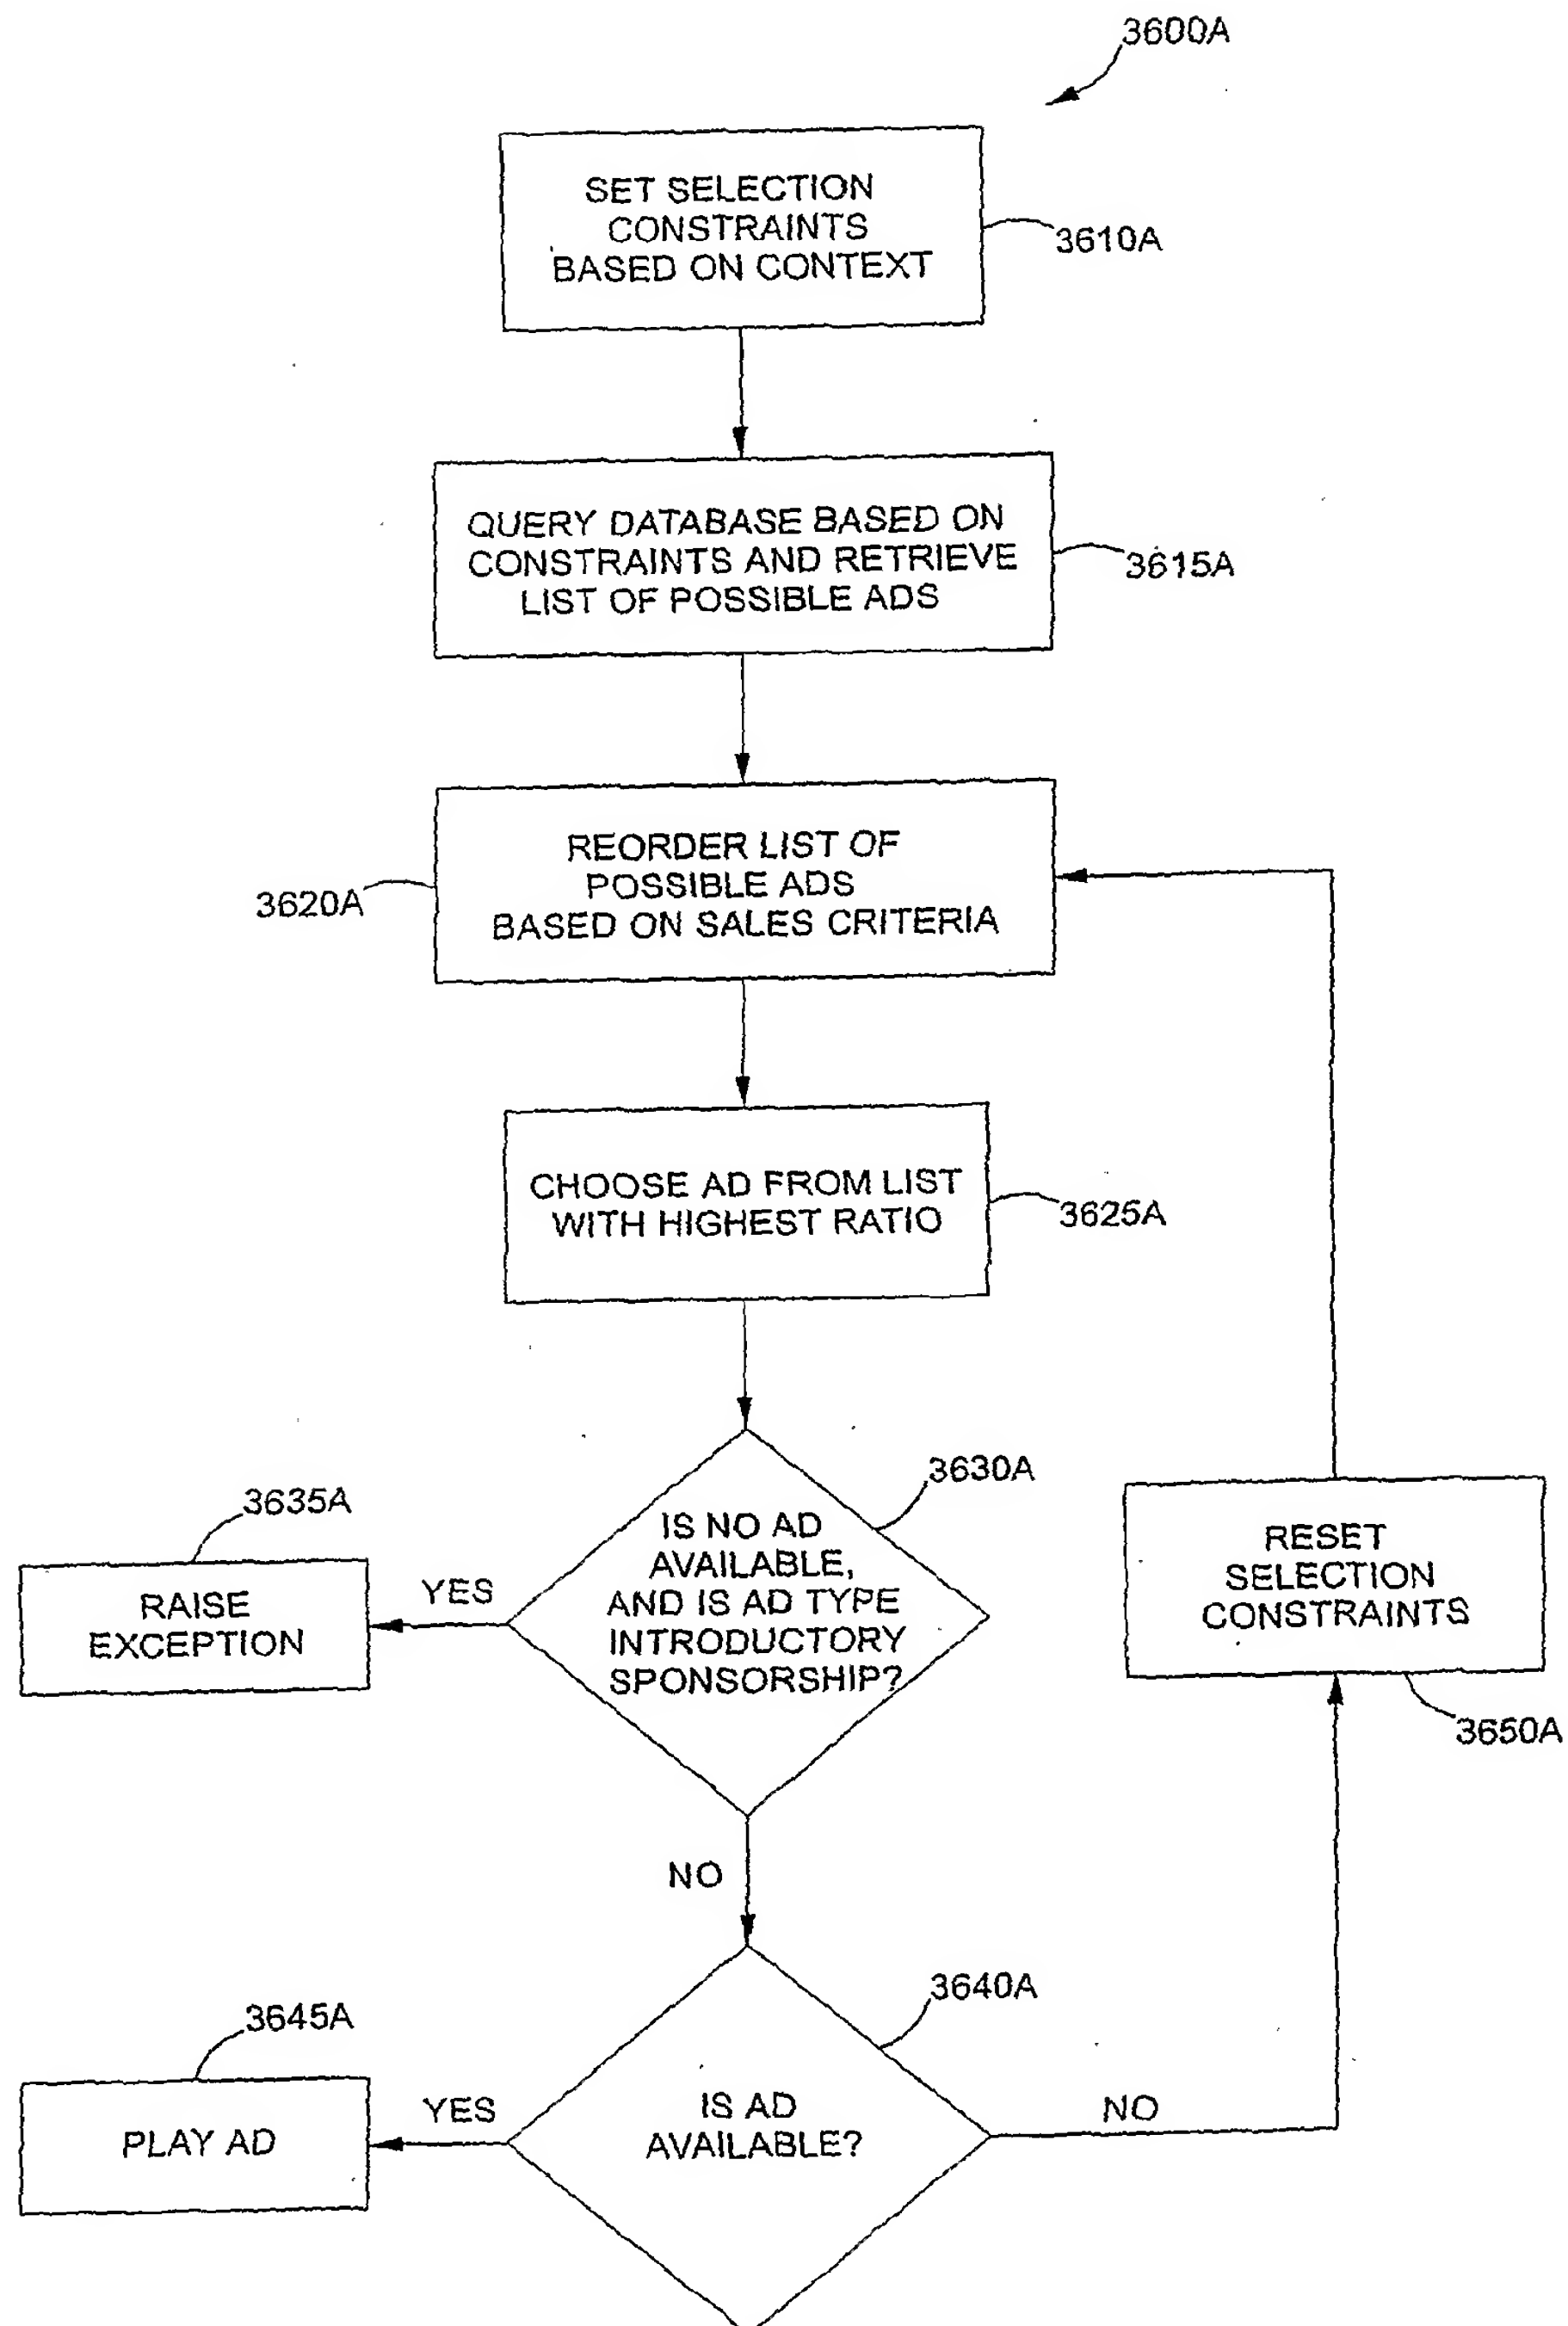 3600A
SET SELECTION
CONSTRAINTS
BASED ON CONTEXT
3610A
QUERY DATABASE BASED ON
CONSTRAINTS AND RETRIEVE
LIST OF POSSIBLE ADS
3615A
REORDER LIST OF
POSSIBLE ADS
BASED ON SALES CRITERIA
3620A
CHOOSE AD FROM LIST
WITH HIGHEST RATIO
3625A
3630A
IS NO AD
AVAILABLE,
AND IS AD TYPE
INTRODUCTORY
SPONSORSHIP?
3635A
YES
RAISE
EXCEPTION
RESET
SELECTION
CONSTRAINTS
3650A
NO
3640A
3645A
IS AD
AVAILABLE?
YES
NO
PLAY AD